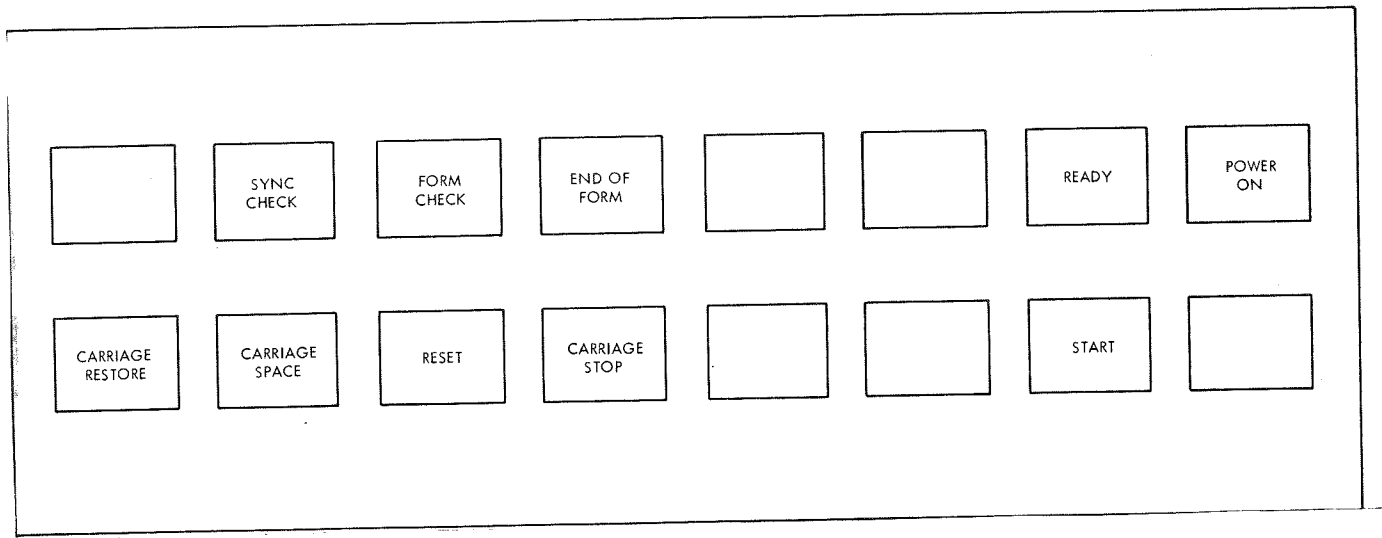 SYNC
CHECK
FORM
CHECK
END OF
FORM
READY
POWER
ON
CARRIAGE
RESTORE
CARRIAGE
SPACE
RESET
CARRIAGE
STOP
START